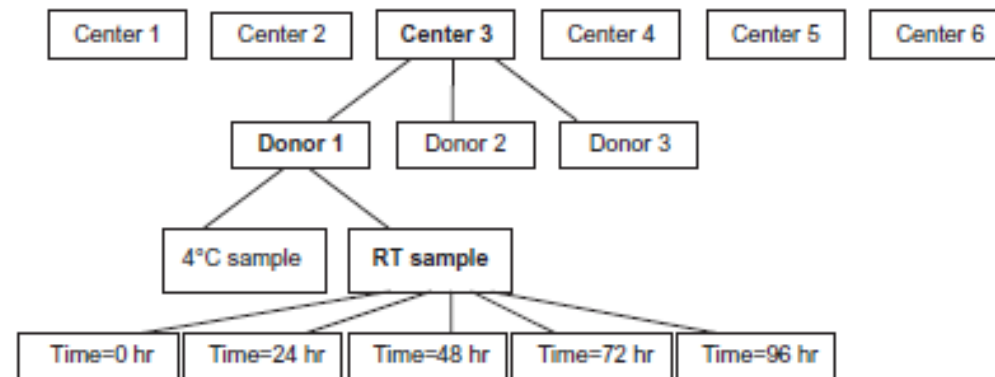 Center 1
Center 2
Center 3
Center 4
Center 5
Center 6
Donor 1
Donor 2
Donor 3
4°C sample
RT sample
Time=0 hr
Time=24 hr
Time=48 hr
Time=72 hr
Time=96 hr